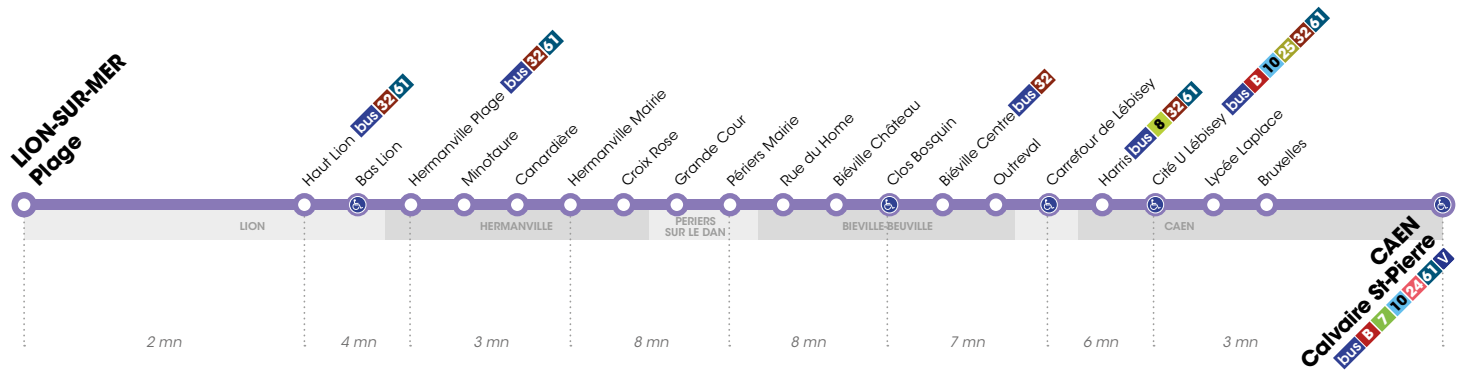 LION-SUR-MER
Plage
Haut Lion bus 32 61
Bas Lion
Hermanville Plage bus 32 61
Minotaure
Canardière
Hermanville Mairie
Croix Rose
Grande Cour
Périers Mairie
Rue du Home
Biéville Château
Clos Bosquin
Biéville Centre bus 32
Outreval
Carrefour de Lébisey
Harris bus 8 32 61
Cité U Lébisey bus B 10 25 32 61
Lycée Laplace
Bruxelles
CAEN
Calvaire St-Pierre
bus B 7 10 24 61 V
LION
HERMANVILLE
PERIERS
SUR LE DAN
BIEVILLE-BEUVILLE
CAEN
2 mn
4 mn
3 mn
8 mn
8 mn
7 mn
6 mn
3 mn